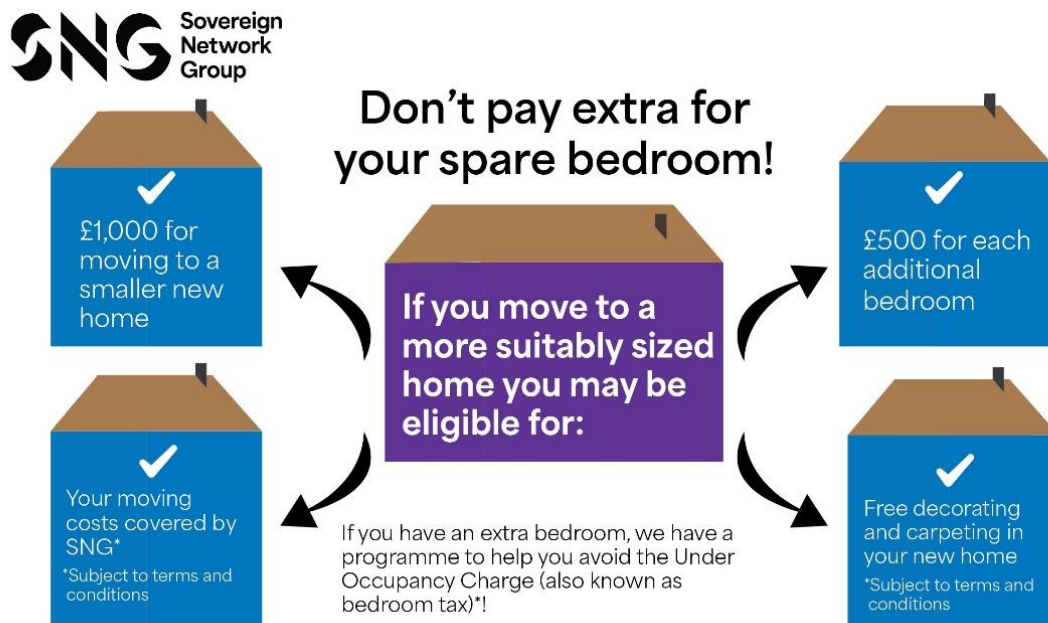 SNG
Sovereign
Network
Group
Don't pay extra for
your spare bedroom!
£1,000 for
moving to a
smaller new
home
If you move to a
more suitably sized
home you may be
eligible for:
£500 for each
additional
bedroom
Your moving
costs covered by
SNG*
*Subject to terms and
conditions
If you have an extra bedroom, we have a
programme to help you avoid the Under
Occupancy Charge (also known as
bedroom tax)*!
Free decorating
and carpeting in
your new home
*Subject to terms and
conditions